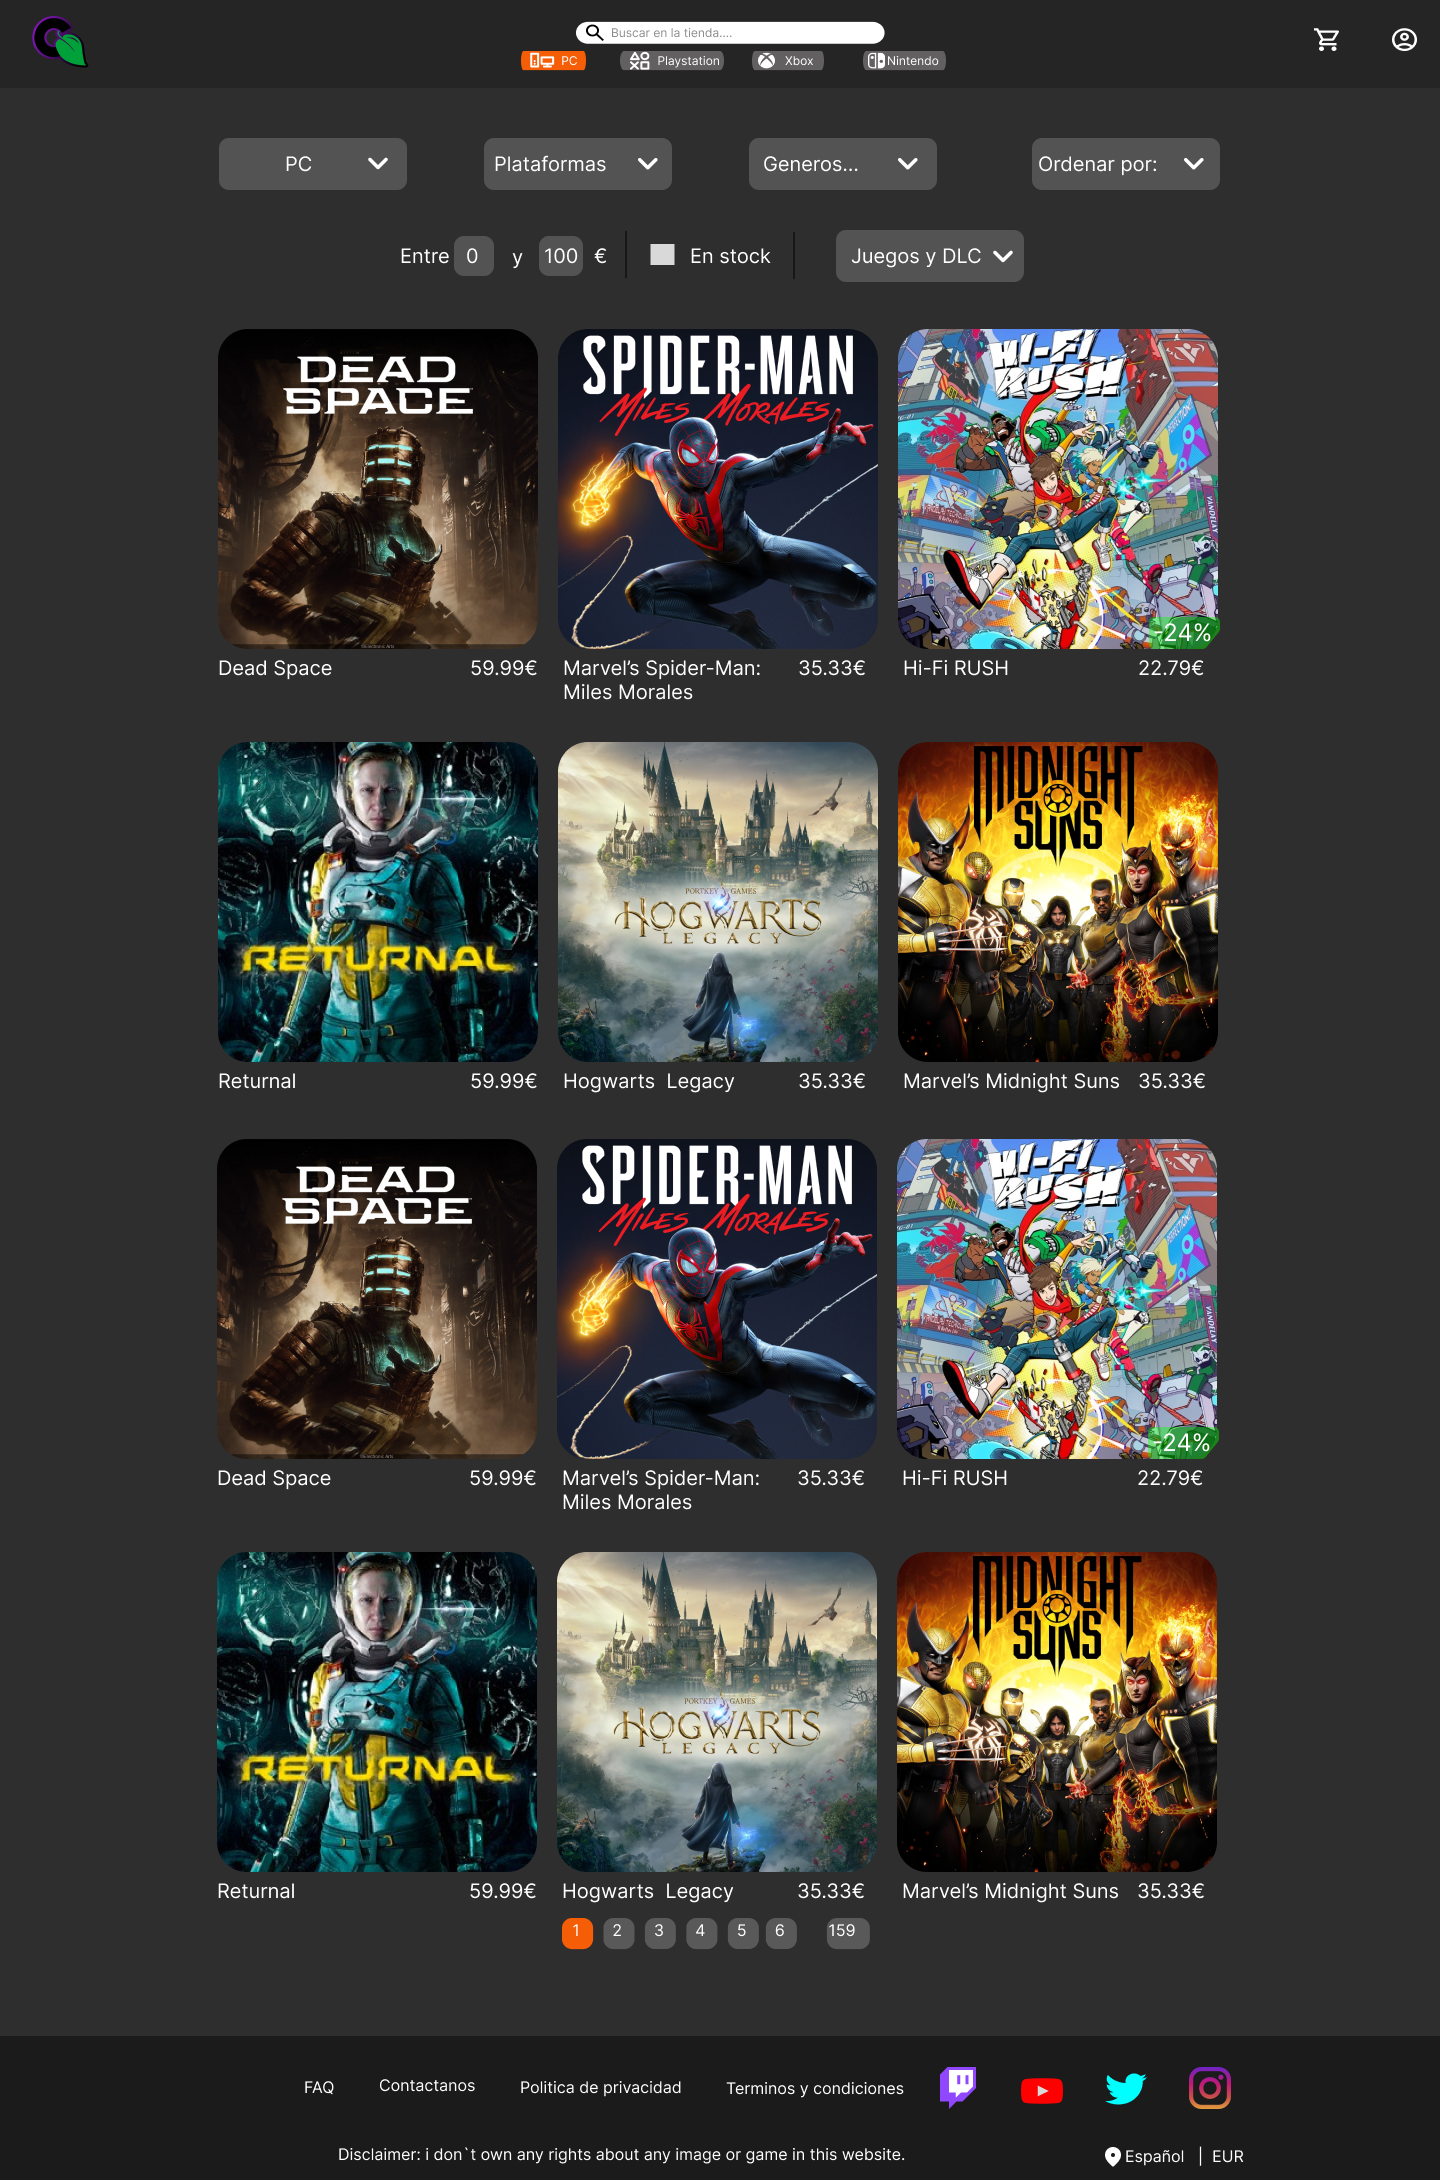 Buscar en la tienda....
PC Playstation Xbox Nintendo
PC Plataformas Generos... Ordenar por:
Entre 0 y 100 € En stock Juegos y DLC
DEAD
SPACE
SPIDER-MAN
MILES MORALES
HI-FI
RUSH
VANDELAY
-24%
Dead Space 59.99€
Marvel’s Spider-Man: 35.33€
Miles Morales
Hi-Fi RUSH 22.79€
RETURNAL
PORTKEY GAMES
HOGWARTS
LEGACY
MIDNIGHT
SUNS
Returnal 59.99€
Hogwarts Legacy 35.33€
Marvel’s Midnight Suns 35.33€
DEAD
SPACE
SPIDER-MAN
MILES MORALES
HI-FI
RUSH
VANDELAY
-24%
Dead Space 59.99€
Marvel’s Spider-Man: 35.33€
Miles Morales
Hi-Fi RUSH 22.79€
RETURNAL
PORTKEY GAMES
HOGWARTS
LEGACY
MIDNIGHT
SUNS
Returnal 59.99€
Hogwarts Legacy 35.33€
Marvel’s Midnight Suns 35.33€
1 2 3 4 5 6 159
FAQ Contactanos Politica de privacidad Terminos y condiciones
Disclaimer: i don`t own any rights about any image or game in this website.
Español | EUR